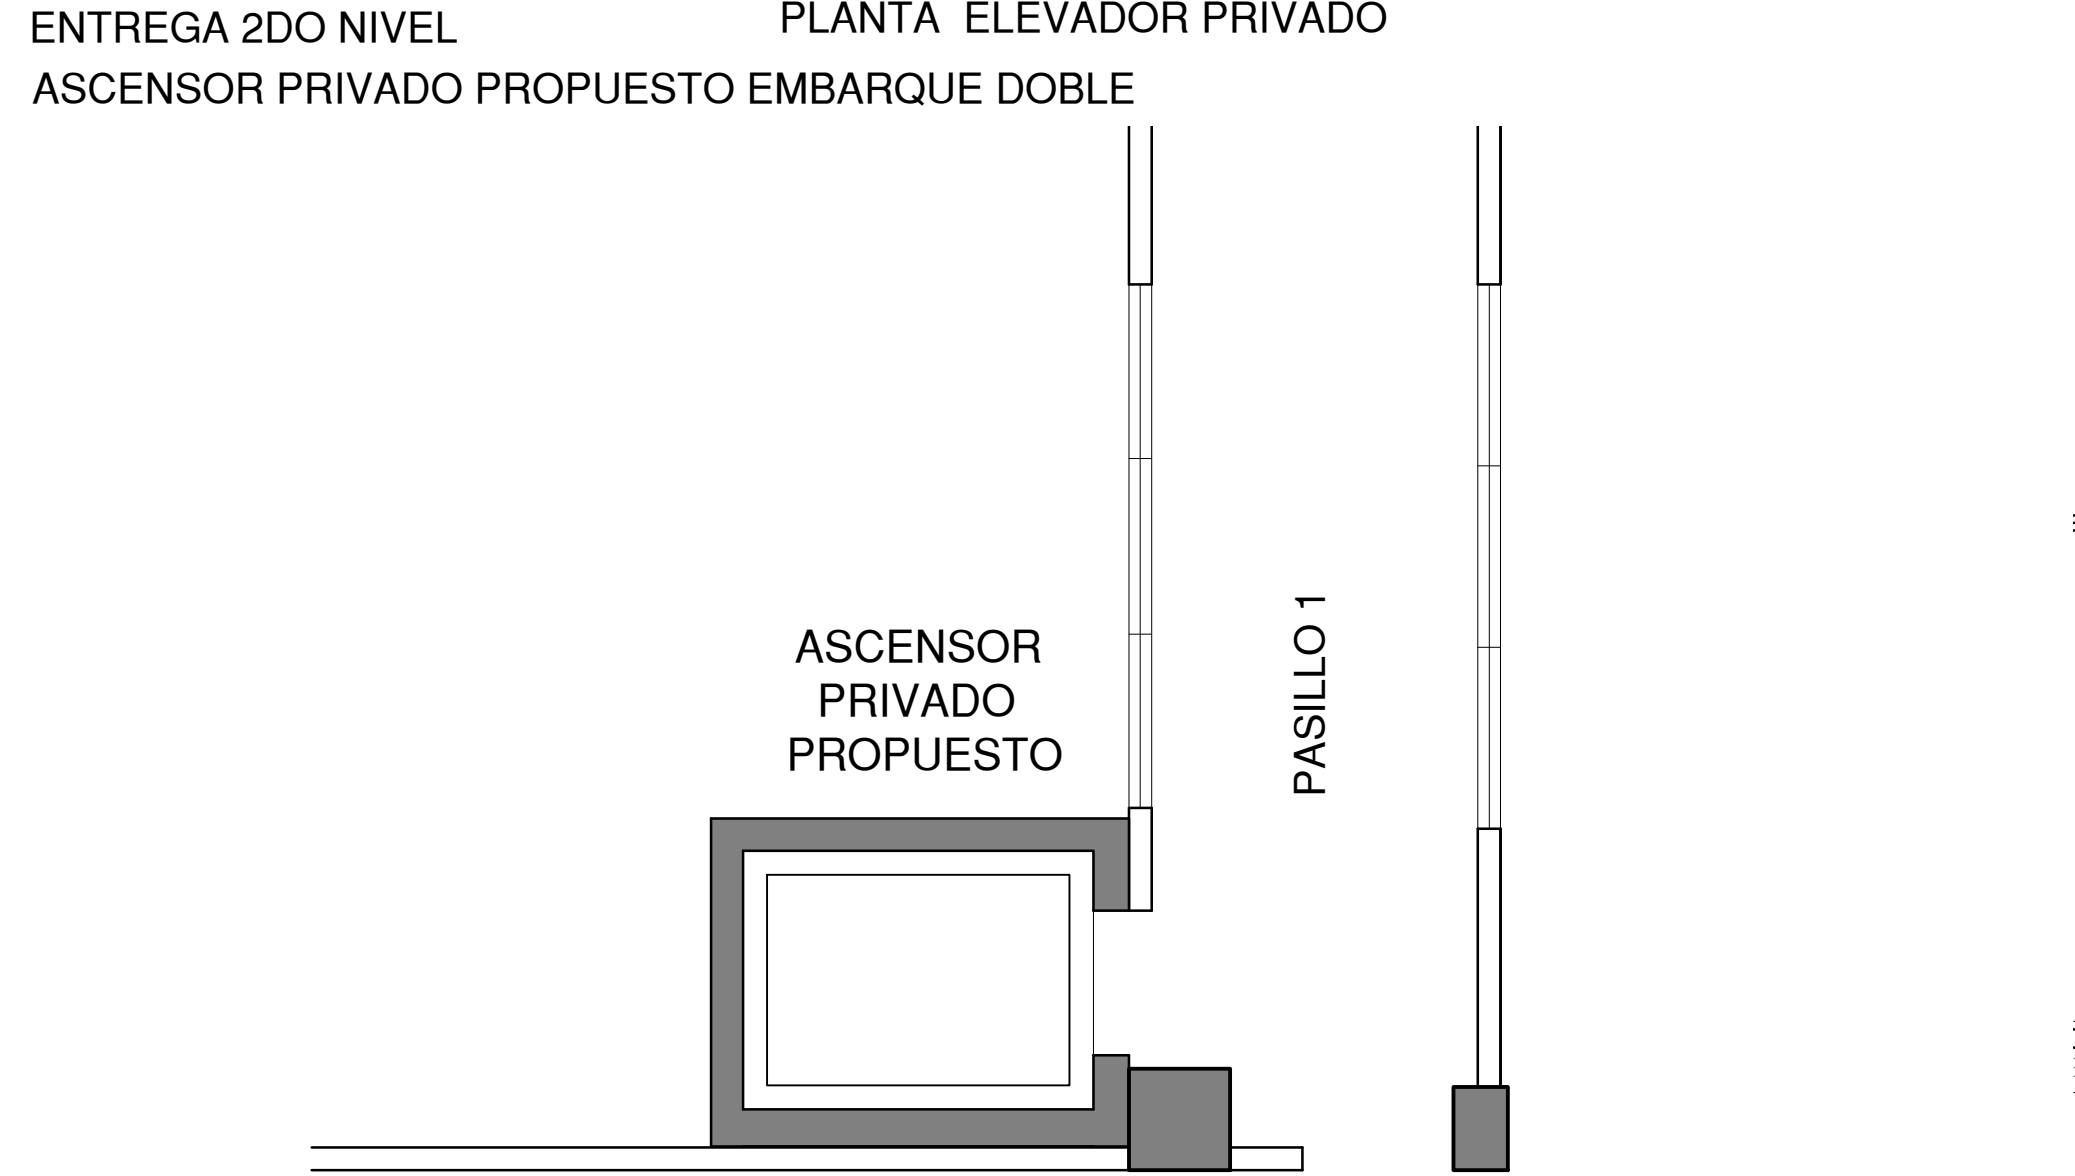 ENTREGA 2DO NIVEL
PLANTA ELEVADOR PRIVADO
ASCENSOR PRIVADO PROPUESTO EMBARQUE DOBLE
ASCENSOR
PRIVADO
PROPUESTO
PASILLO 1